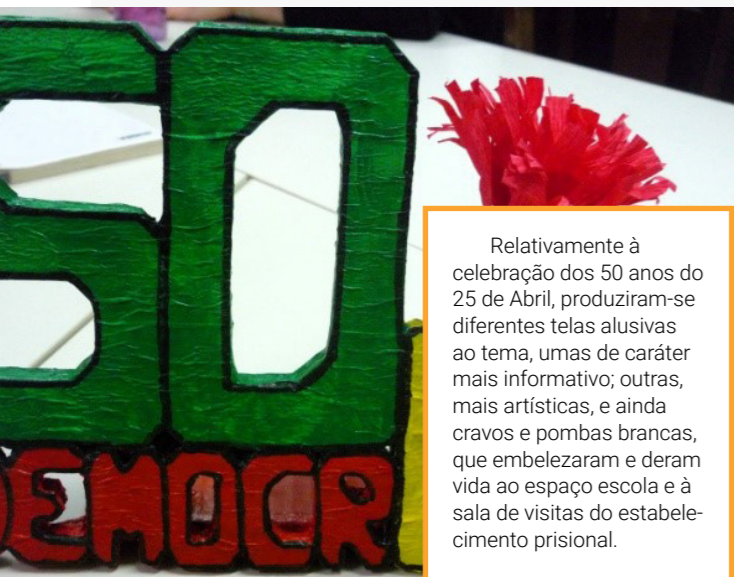 50
DEMOCR
Relativamente à
celebração dos 50 anos do
25 de Abril, produziram-se
diferentes telas alusivas
ao tema, umas de caráter
mais informativo; outras,
mais artísticas, e ainda
cravos e pombas brancas,
que embelezaram e deram
vida ao espaço escola e à
sala de visitas do estabele-
cimento prisional.